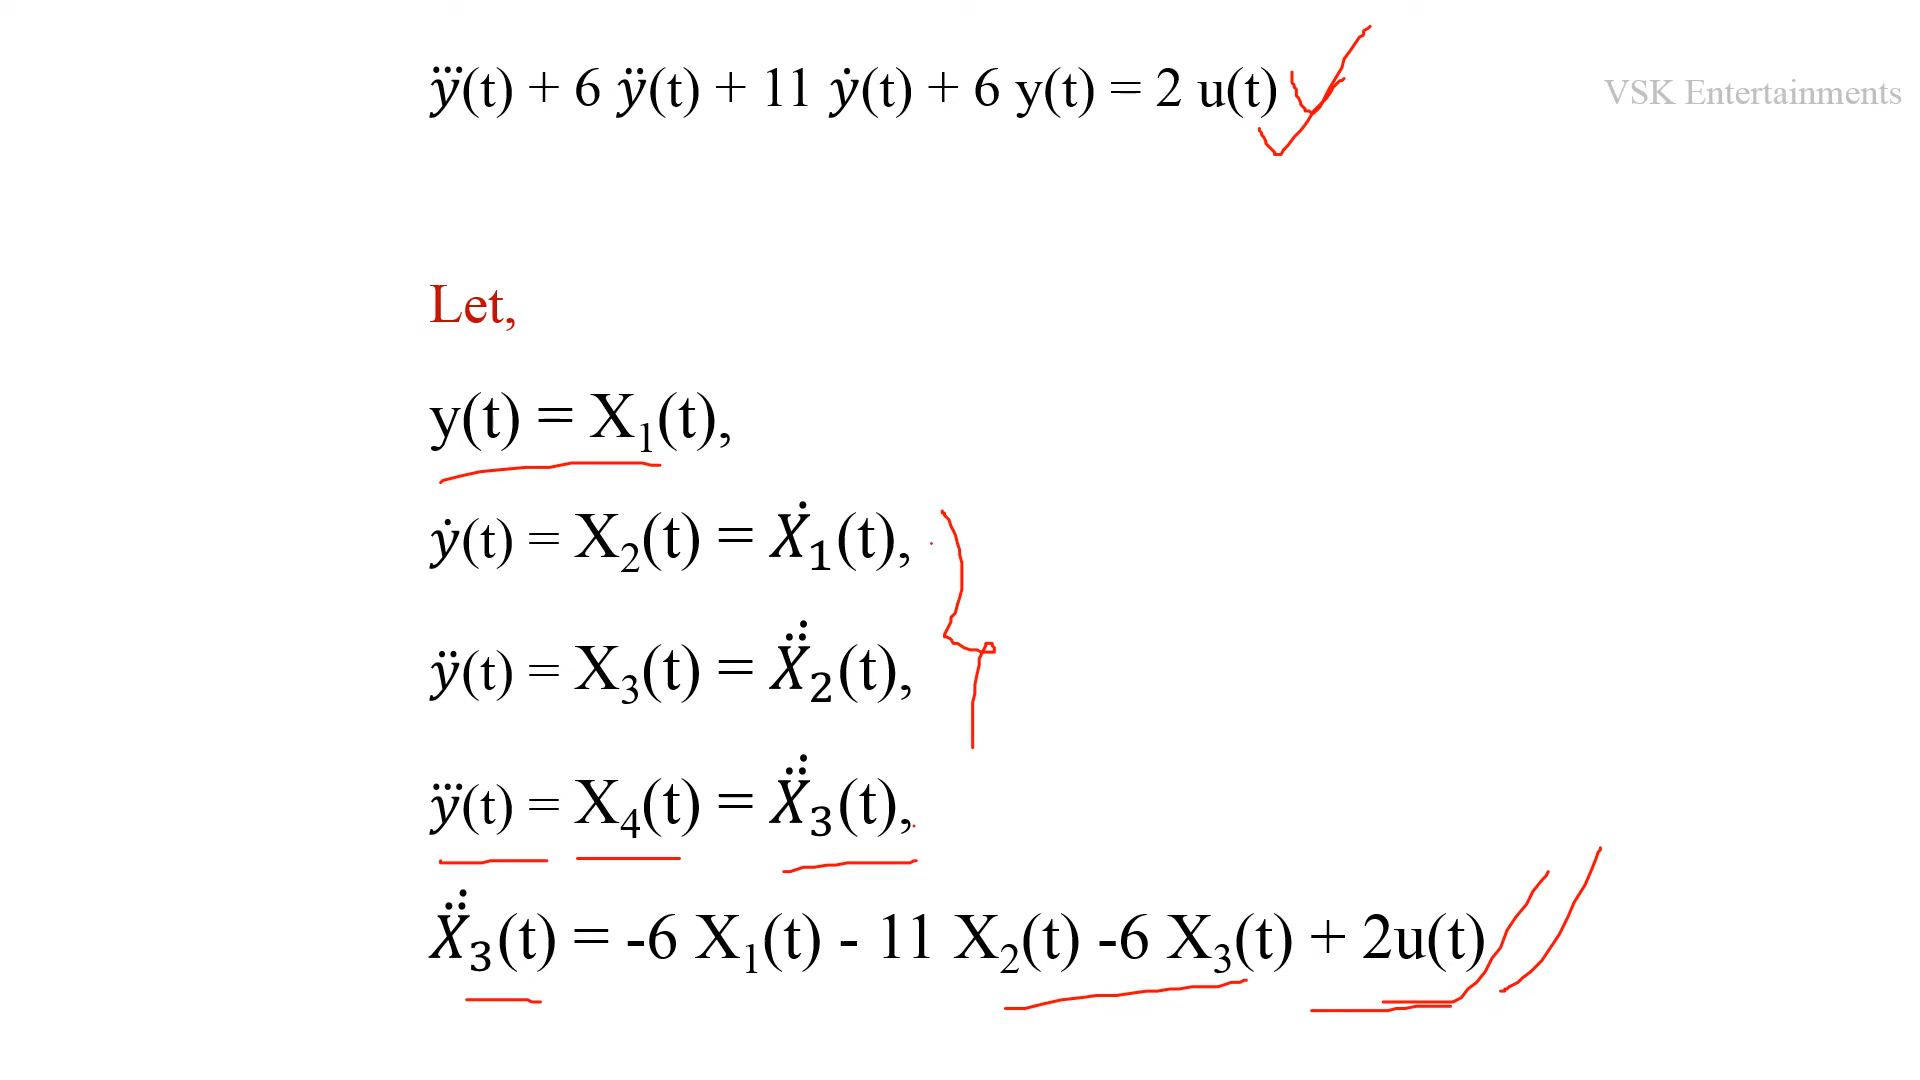 y⃛(t) + 6 ÿ(t) + 11 ẏ(t) + 6 y(t) = 2 u(t)
VSK Entertainments
Let,
y(t) = X₁(t),
ẏ(t) = X₂(t) = Ẋ₁(t),
ÿ(t) = X₃(t) = Ẍ̇₂(t),
y⃛(t) = X₄(t) = Ẍ̇₃(t),
Ẍ̇₃(t) = -6 X₁(t) - 11 X₂(t) -6 X₃(t) + 2u(t)